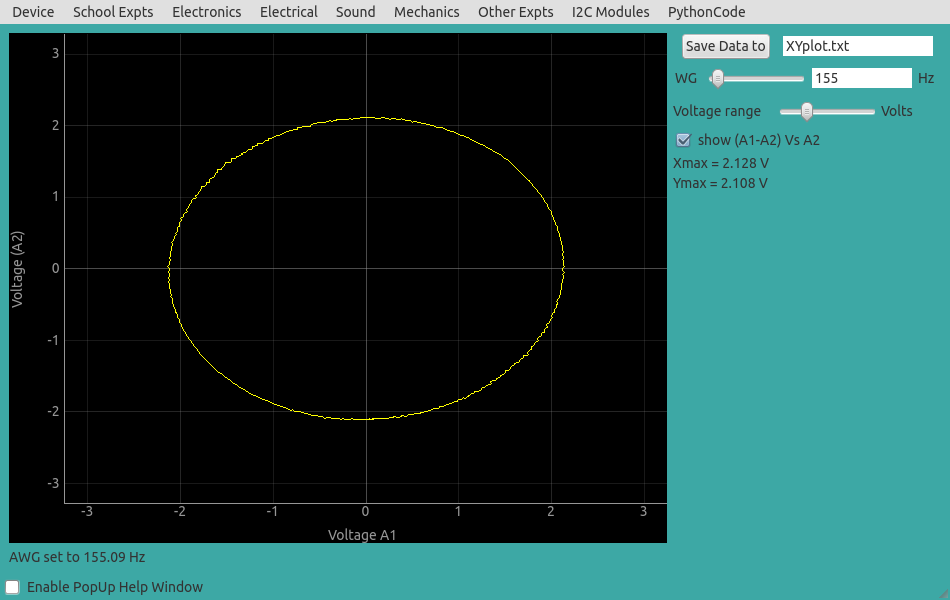 Device School Expts Electronics Electrical Sound Mechanics Other Expts I2C Modules PythonCode
Save Data to XYplot.txt
WG 155 Hz
Voltage range Volts
show (A1-A2) Vs A2
Xmax = 2.128 V
Ymax = 2.108 V
3
2
1
0
-1
-2
-3
Voltage (A2)
-3 -2 -1 0 1 2 3
Voltage A1
AWG set to 155.09 Hz
Enable PopUp Help Window